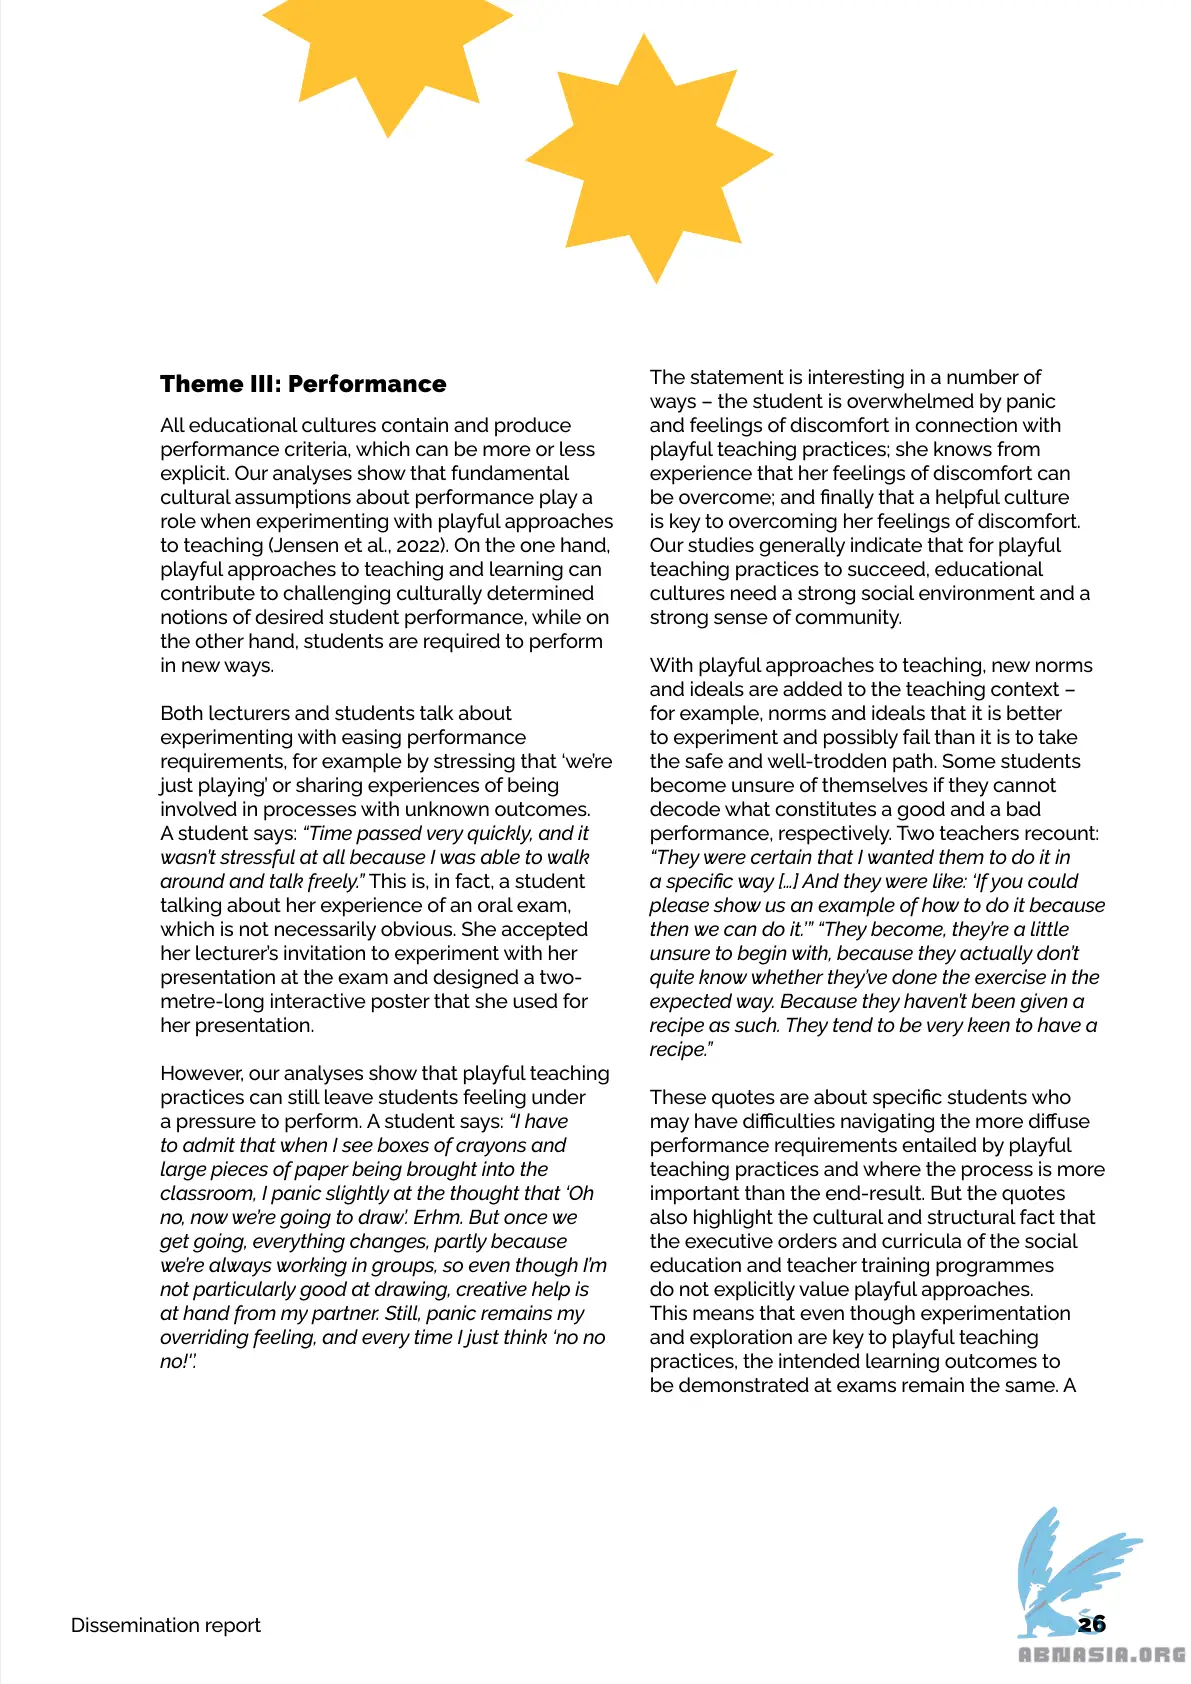 Theme III: Performance
All educational cultures contain and produce
performance criteria, which can be more or less
explicit. Our analyses show that fundamental
cultural assumptions about performance play a
role when experimenting with playful approaches
to teaching (Jensen et al., 2022). On the one hand,
playful approaches to teaching and learning can
contribute to challenging culturally determined
notions of desired student performance, while on
the other hand, students are required to perform
in new ways.
Both lecturers and students talk about
experimenting with easing performance
requirements, for example by stressing that ‘we’re
just playing’ or sharing experiences of being
involved in processes with unknown outcomes.
A student says: “Time passed very quickly, and it
wasn’t stressful at all because I was able to walk
around and talk freely.” This is, in fact, a student
talking about her experience of an oral exam,
which is not necessarily obvious. She accepted
her lecturer’s invitation to experiment with her
presentation at the exam and designed a two-
metre-long interactive poster that she used for
her presentation.
However, our analyses show that playful teaching
practices can still leave students feeling under
a pressure to perform. A student says: “I have
to admit that when I see boxes of crayons and
large pieces of paper being brought into the
classroom, I panic slightly at the thought that ‘Oh
no, now we’re going to draw’. Erhm. But once we
get going, everything changes, partly because
we’re always working in groups, so even though I’m
not particularly good at drawing, creative help is
at hand from my partner. Still, panic remains my
overriding feeling, and every time I just think ‘no no
no!'’’.
The statement is interesting in a number of
ways – the student is overwhelmed by panic
and feelings of discomfort in connection with
playful teaching practices; she knows from
experience that her feelings of discomfort can
be overcome; and finally that a helpful culture
is key to overcoming her feelings of discomfort.
Our studies generally indicate that for playful
teaching practices to succeed, educational
cultures need a strong social environment and a
strong sense of community.
With playful approaches to teaching, new norms
and ideals are added to the teaching context –
for example, norms and ideals that it is better
to experiment and possibly fail than it is to take
the safe and well-trodden path. Some students
become unsure of themselves if they cannot
decode what constitutes a good and a bad
performance, respectively. Two teachers recount:
“They were certain that I wanted them to do it in
a specific way […] And they were like: ‘If you could
please show us an example of how to do it because
then we can do it.’” “They become, they’re a little
unsure to begin with, because they actually don’t
quite know whether they’ve done the exercise in the
expected way. Because they haven’t been given a
recipe as such. They tend to be very keen to have a
recipe.”
These quotes are about specific students who
may have difficulties navigating the more diffuse
performance requirements entailed by playful
teaching practices and where the process is more
important than the end-result. But the quotes
also highlight the cultural and structural fact that
the executive orders and curricula of the social
education and teacher training programmes
do not explicitly value playful approaches.
This means that even though experimentation
and exploration are key to playful teaching
practices, the intended learning outcomes to
be demonstrated at exams remain the same. A
Dissemination report
26
ABNASIA.ORG